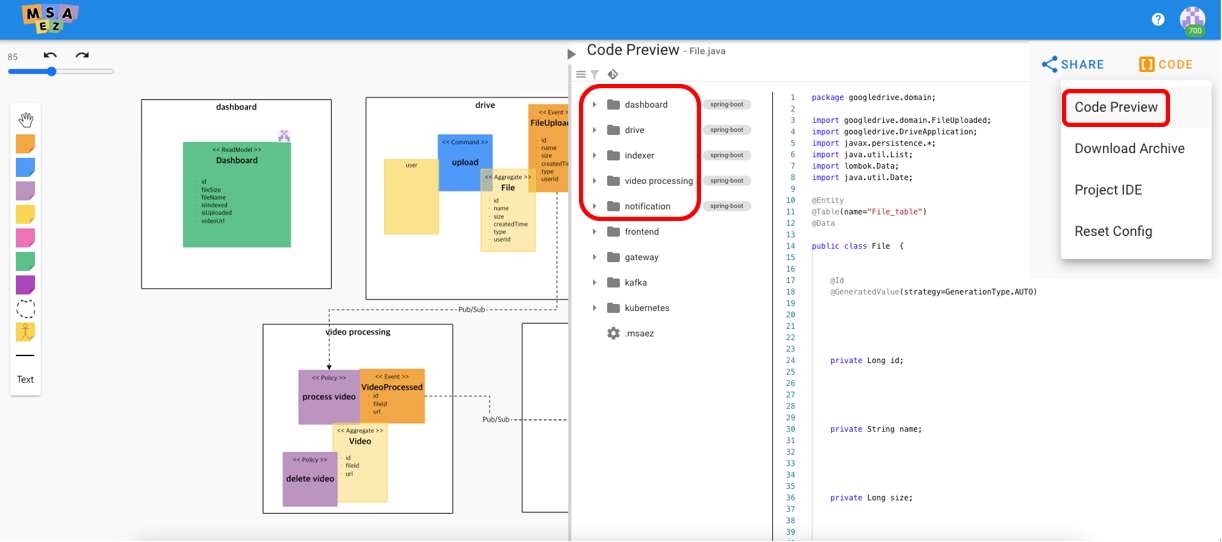 MSA
EZ
700
85
Text
dashboard
<< ReadModel >>
Dashboard
id
fileSize
fileName
isIndexed
isUploaded
videoUrl
drive
user
<< Command >>
upload
<< Event >
FileUploa
id
name
size
createdTime
type
userId
<< Aggregate >>
File
id
name
size
createdTime
type
userId
Pub/Sub
video processing
<< Policy >>
process video
<< Event >>
VideoProcessed
id
fileId
url
<< Aggregate >>
Video
id
fileId
url
<< Policy >>
delete video
Pub/Sub
Code Preview - File.java
dashboard spring-boot
drive spring-boot
indexer spring-boot
video processing spring-boot
notification spring-boot
frontend
gateway
kafka
kubernetes
.msaez
1 package googledrive.domain;
2
3 import googledrive.domain.FileUploaded;
4 import googledrive.DriveApplication;
5 import javax.persistence.*;
6 import java.util.List;
7 import lombok.Data;
8 import java.util.Date;
9
10 @Entity
11 @Table(name="File_table")
12 @Data
13
14 public class File {
15
16
17 @Id
18 @GeneratedValue(strategy=GenerationType.AUTO)
19
20
21
22
23
24 private Long id;
25
26
27
28
29
30 private String name;
31
32
33
34
35
36 private Long size;
37
38
39
SHARE
[] CODE
Code Preview
Download Archive
Project IDE
Reset Config